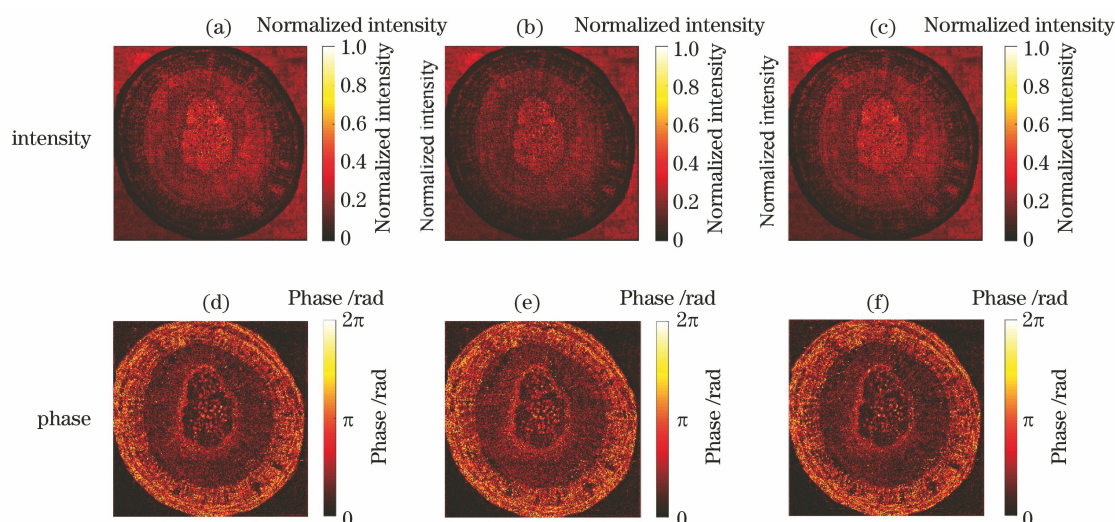 (a) Normalized intensity
(b) Normalized intensity
(c) Normalized intensity
intensity
1.0
0.8
0.6
0.4
0.2
0
Normalized intensity
Normalized intensity
1.0
0.8
0.6
0.4
0.2
0
Normalized intensity
Normalized intensity
1.0
0.8
0.6
0.4
0.2
0
Normalized intensity
(d)
Phase /rad
(e)
Phase /rad
(f)
Phase /rad
phase
2π
π
0
Phase /rad
2π
π
0
Phase /rad
2π
π
0
Phase /rad